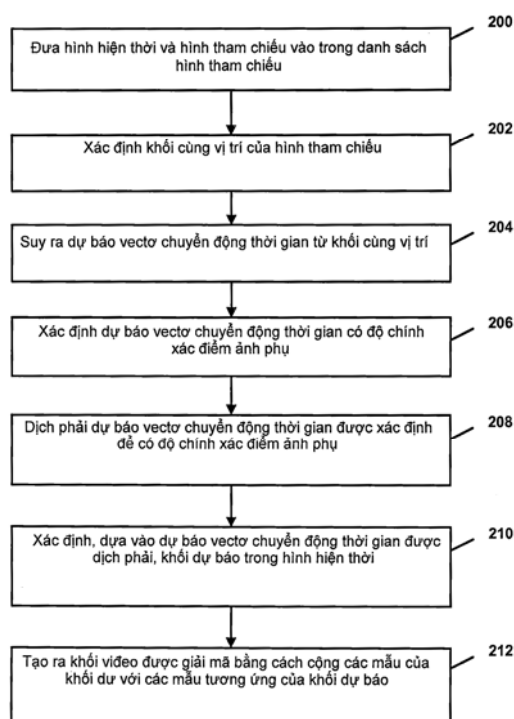 200
Đưa hình hiện thời và hình tham chiếu vào trong danh sách
hình tham chiếu
202
Xác định khối cùng vị trí của hình tham chiếu
204
Suy ra dự báo vectơ chuyển động thời gian từ khối cùng vị trí
206
Xác định dự báo vectơ chuyển động thời gian có độ chính
xác điểm ảnh phụ
208
Dịch phải dự báo vectơ chuyển động thời gian được xác định
để có độ chính xác điểm ảnh phụ
210
Xác định, dựa vào dự báo vectơ chuyển động thời gian được
dịch phải, khối dự báo trong hình hiện thời
212
Tạo ra khối viđeo được giải mã bằng cách cộng các mẫu của
khối dư với các mẫu tương ứng của khối dự báo